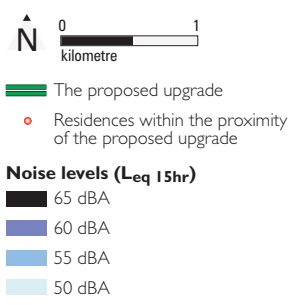 N
0 1
kilometre
The proposed upgrade
Residences within the proximity
of the proposed upgrade
Noise levels (Leq 15hr)
65 dBA
60 dBA
55 dBA
50 dBA